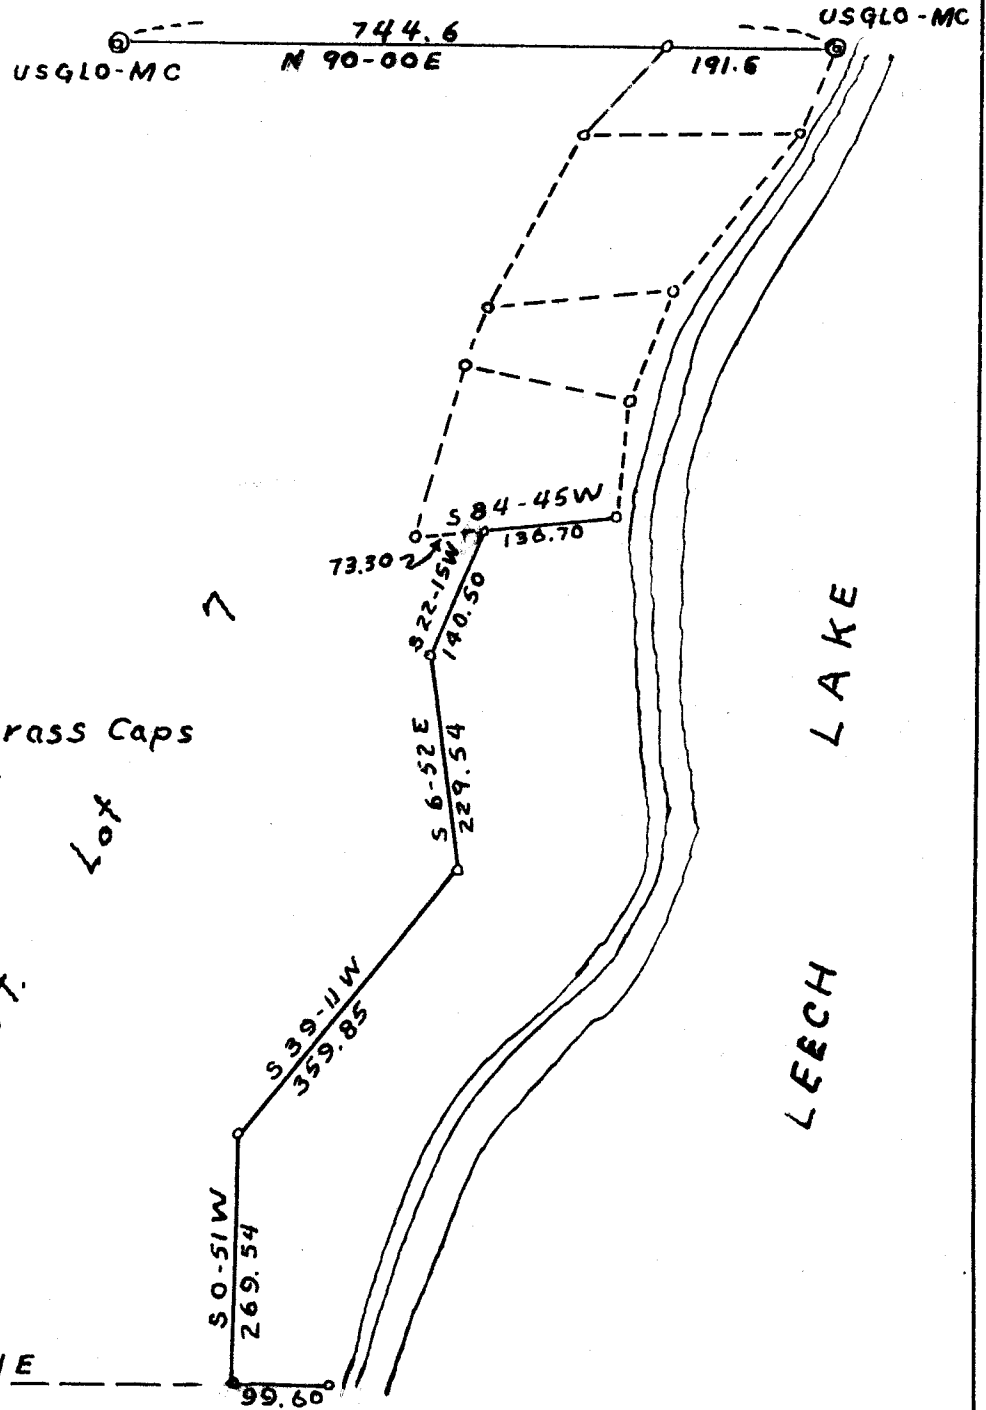 USGLO-MC
744.6
N 90-00E
USGLO-MC
191.6
S 84-45W
136.70
73.30
S 22-15W
140.50
7
LAKE
rass Caps
S 6-52E
229.54
Lot
T.
LEECH
S 39-11W
359.85
S 0-51W
269.54
E
99.60